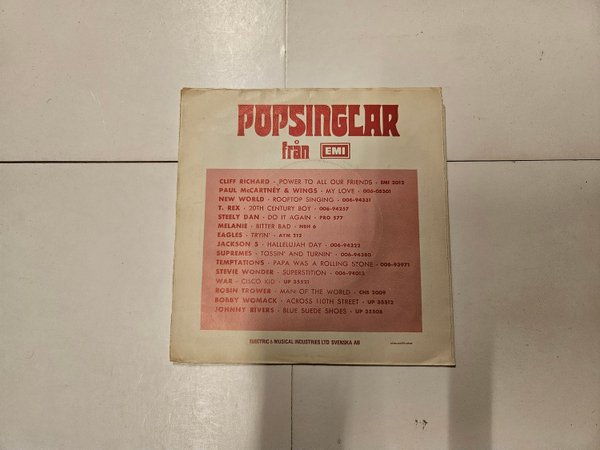 POPSINGLAR
från EMI
CLIFF RICHARD · POWER TO ALL OUR FRIENDS · EMI 2012
PAUL McCARTNEY & WINGS · MY LOVE · 006-05301
NEW WORLD · ROOFTOP SINGING · 006-94331
T. REX · 20TH CENTURY BOY · 006-94257
STEELY DAN · DO IT AGAIN · PRO 577
MELANIE · BITTER BAD · NBH 6
EAGLES · TRYIN' · AYM 512
JACKSON 5 · HALLELUJAH DAY · 006-94322
SUPREMES · TOSSIN' AND TURNIN' · 006-94380
TEMPTATIONS · PAPA WAS A ROLLING STONE · 006-93971
STEVIE WONDER · SUPERSTITION · 006-94013
WAR · CISCO KID · UP 35521
ROBIN TROWER · MAN OF THE WORLD · CHS 2009
BOBBY WOMACK · ACROSS 110TH STREET · UP 35512
JOHNNY RIVERS · BLUE SUEDE SHOES · UP 35508
ELECTRIC & MUSICAL INDUSTRIES LTD SVENSKA AB